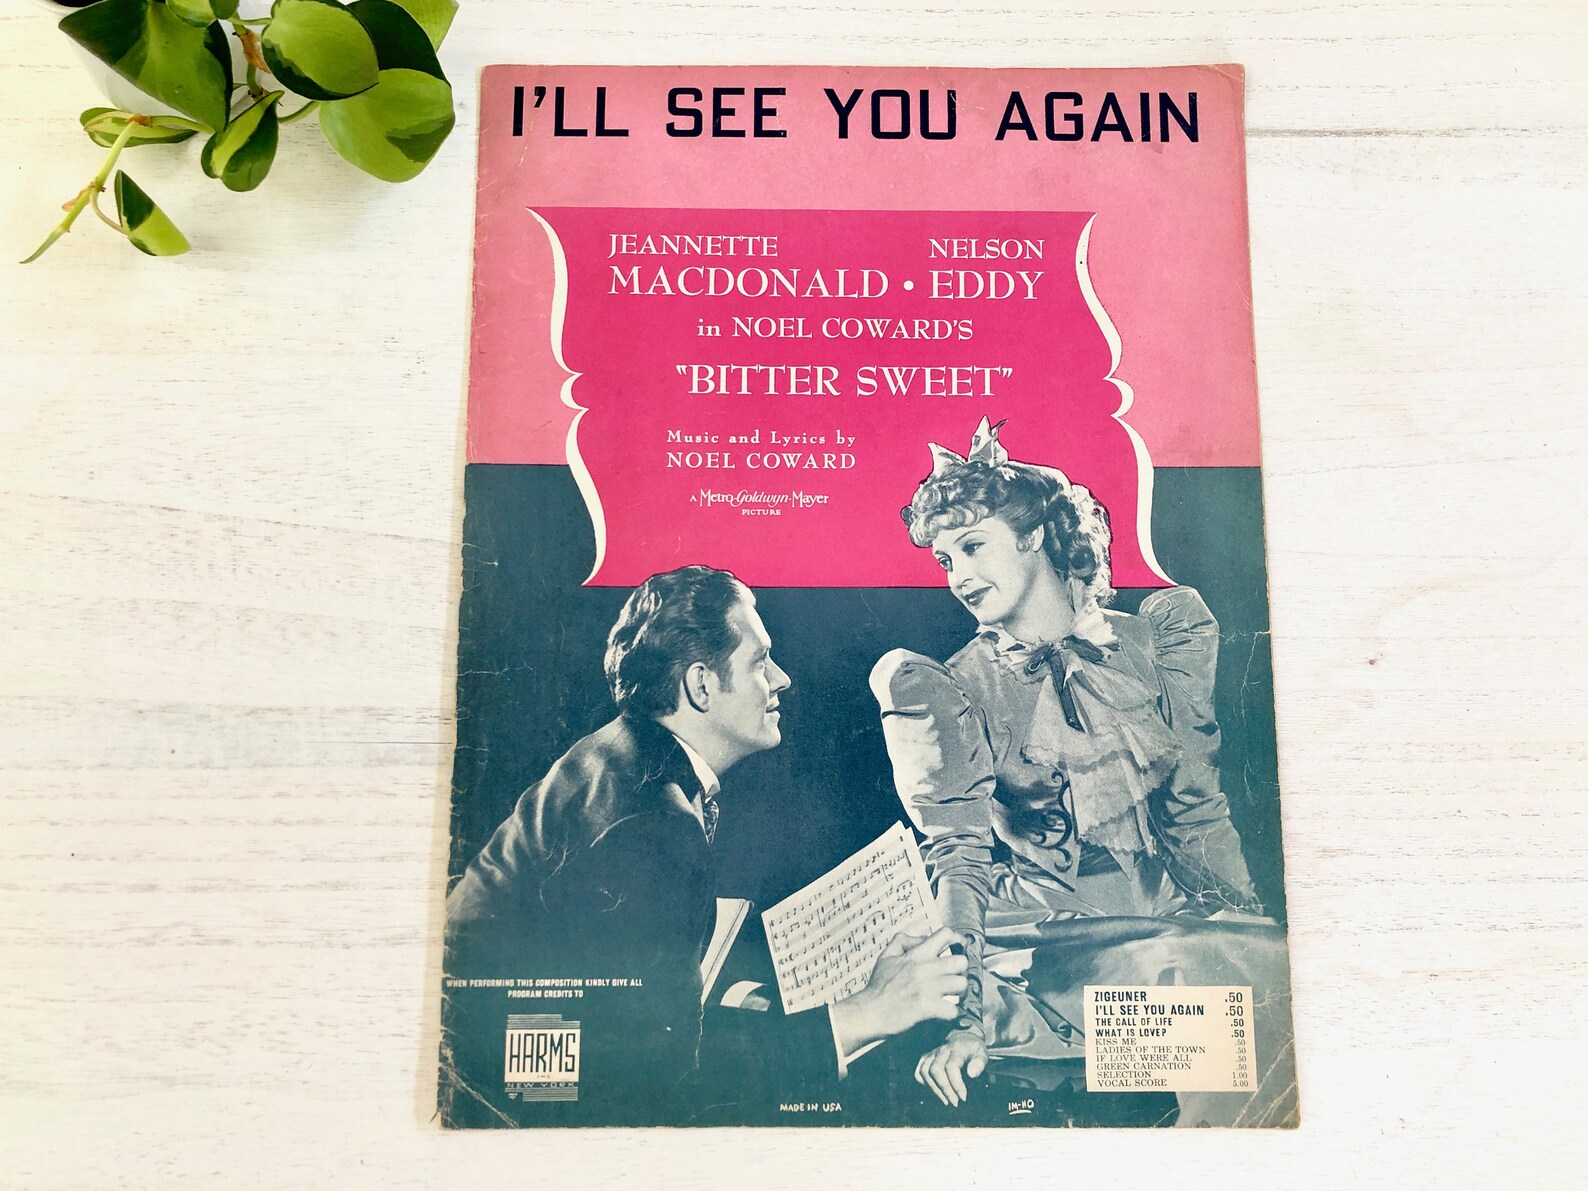 I'LL SEE YOU AGAIN
JEANNETTE NELSON
MACDONALD • EDDY
in NOEL COWARD'S
"BITTER SWEET"
Music and Lyrics by
NOEL COWARD
A Metro-Goldwyn-Mayer
PICTURE
WHEN PERFORMING THIS COMPOSITION KINDLY GIVE ALL
PROGRAM CREDITS TO
HARMS
INC
NEW YORK
MADE IN USA
IM-HO
ZIGEUNER .50
I'LL SEE YOU AGAIN .50
THE CALL OF LIFE .50
WHAT IS LOVE? .50
KISS ME .50
LADIES OF THE TOWN .50
IF LOVE WERE ALL .50
GREEN CARNATION .50
SELECTION 1.00
VOCAL SCORE 5.00